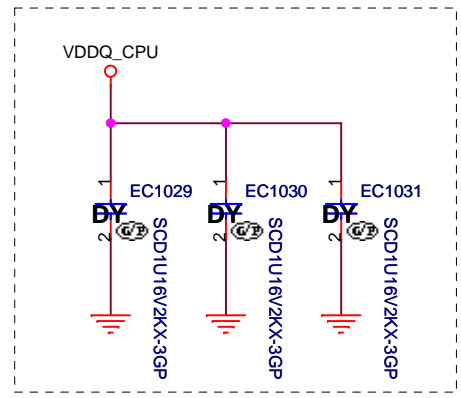 VDDQ_CPU
1
EC1029
DY
G/P
2
SCD1U16V2KX-3GP
1
EC1030
DY
G/P
2
SCD1U16V2KX-3GP
1
EC1031
DY
G/P
2
SCD1U16V2KX-3GP